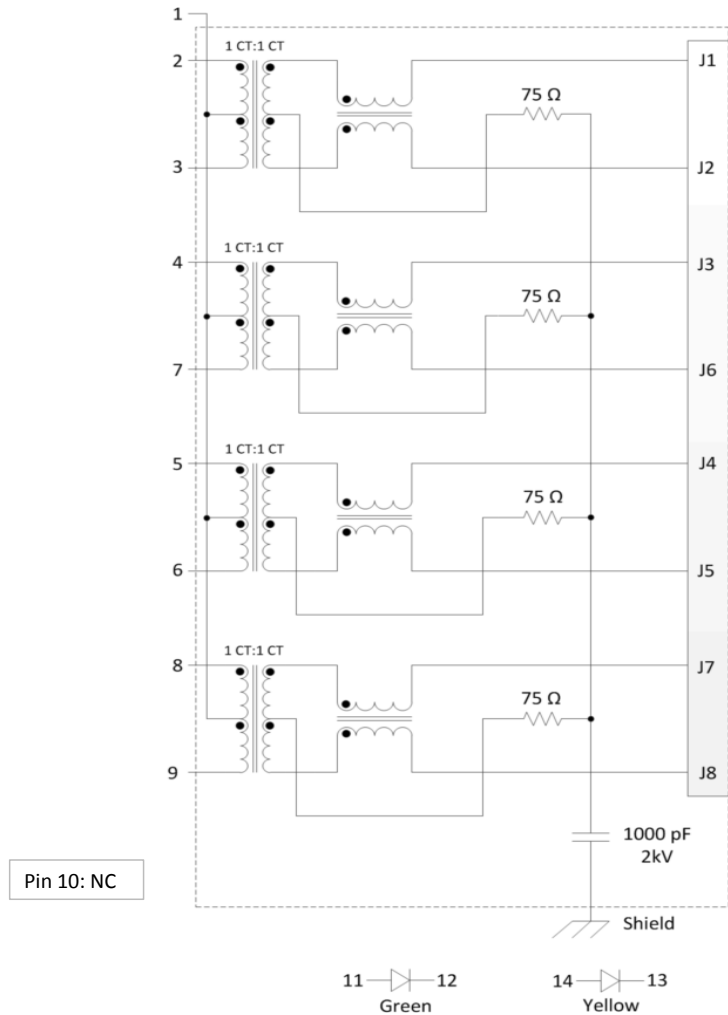 1
1 CT:1 CT
2
J1
75 Ω
3
J2
1 CT:1 CT
4
J3
75 Ω
7
J6
1 CT:1 CT
5
J4
75 Ω
6
J5
1 CT:1 CT
8
J7
75 Ω
9
J8
1000 pF
2kV
Pin 10: NC
Shield
11 12
Green
14 13
Yellow